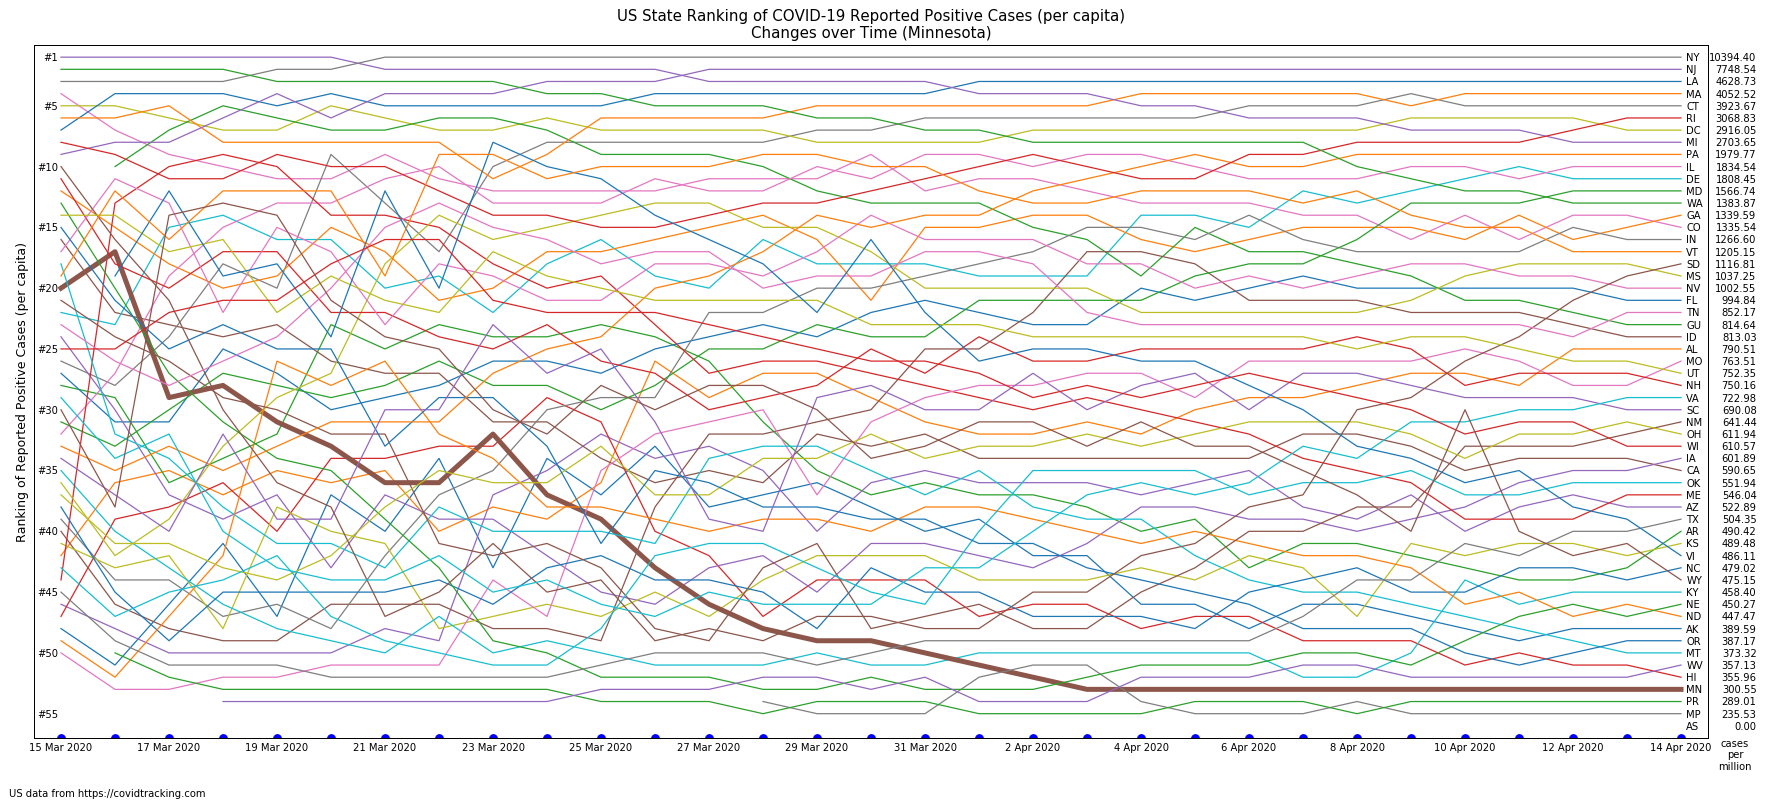 US State Ranking of COVID-19 Reported Positive Cases (per capita)
Changes over Time (Minnesota)
Ranking of Reported Positive Cases (per capita)
#1
#5
#10
#15
#20
#25
#30
#35
#40
#45
#50
#55
NY 10394.40
NJ 7748.54
LA 4628.73
MA 4052.52
CT 3923.67
RI 3068.83
DC 2916.05
MI 2703.65
PA 1979.77
IL 1834.54
DE 1808.45
MD 1566.74
WA 1383.87
GA 1339.59
CO 1335.54
IN 1266.60
VT 1205.15
SD 1116.81
MS 1037.25
NV 1002.55
FL 994.84
TN 852.17
GU 814.64
ID 813.03
AL 790.51
MO 763.51
UT 752.35
NH 750.16
VA 722.98
SC 690.08
NM 641.44
OH 611.94
WI 610.57
IA 601.89
CA 590.65
OK 551.94
ME 546.04
AZ 522.89
TX 504.35
AR 490.42
KS 489.48
VI 486.11
NC 479.02
WY 475.15
KY 458.40
NE 450.27
ND 447.47
AK 389.59
OR 387.17
MT 373.32
WV 357.13
HI 355.96
MN 300.55
PR 289.01
MP 235.53
AS 0.00
15 Mar 2020 17 Mar 2020 19 Mar 2020 21 Mar 2020 23 Mar 2020 25 Mar 2020 27 Mar 2020 29 Mar 2020 31 Mar 2020 2 Apr 2020 4 Apr 2020 6 Apr 2020 8 Apr 2020 10 Apr 2020 12 Apr 2020 14 Apr 2020
cases
per
million
US data from https://covidtracking.com